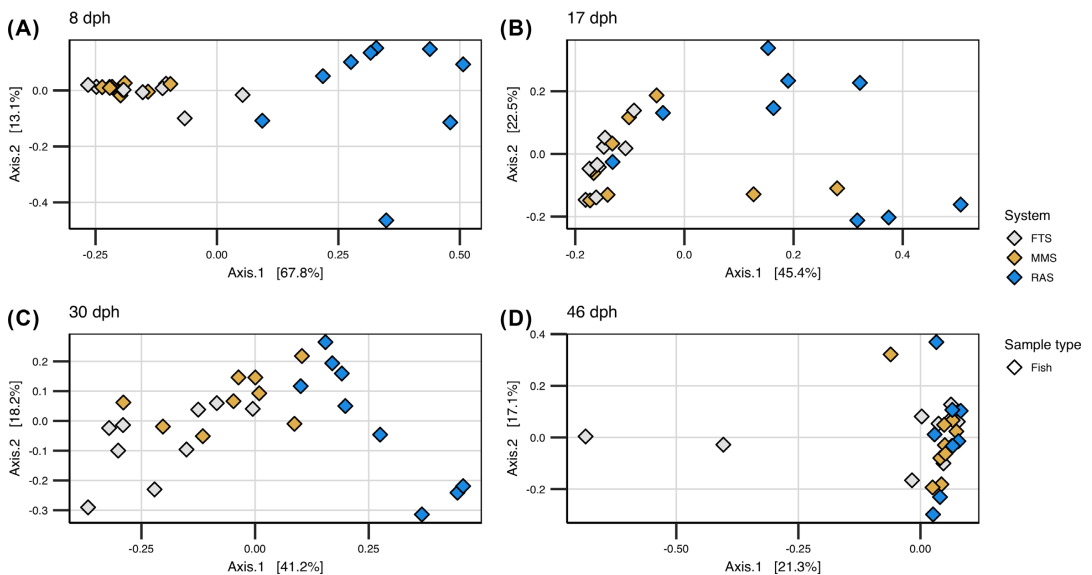 (A) 8 dph
0.0
-0.2
-0.4
Axis.2 [13.1%]
-0.25 0.00 0.25 0.50
Axis.1 [67.8%]
(B) 17 dph
0.2
0.0
-0.2
Axis.2 [22.5%]
-0.2 0.0 0.2 0.4
Axis.1 [45.4%]
(C) 30 dph
0.2
0.1
0.0
-0.1
-0.2
-0.3
Axis.2 [18.2%]
-0.25 0.00 0.25
Axis.1 [41.2%]
(D) 46 dph
0.4
0.2
0.0
-0.2
Axis.2 [17.1%]
-0.50 -0.25 0.00
Axis.1 [21.3%]
System
FTS
MMS
RAS
Sample type
Fish